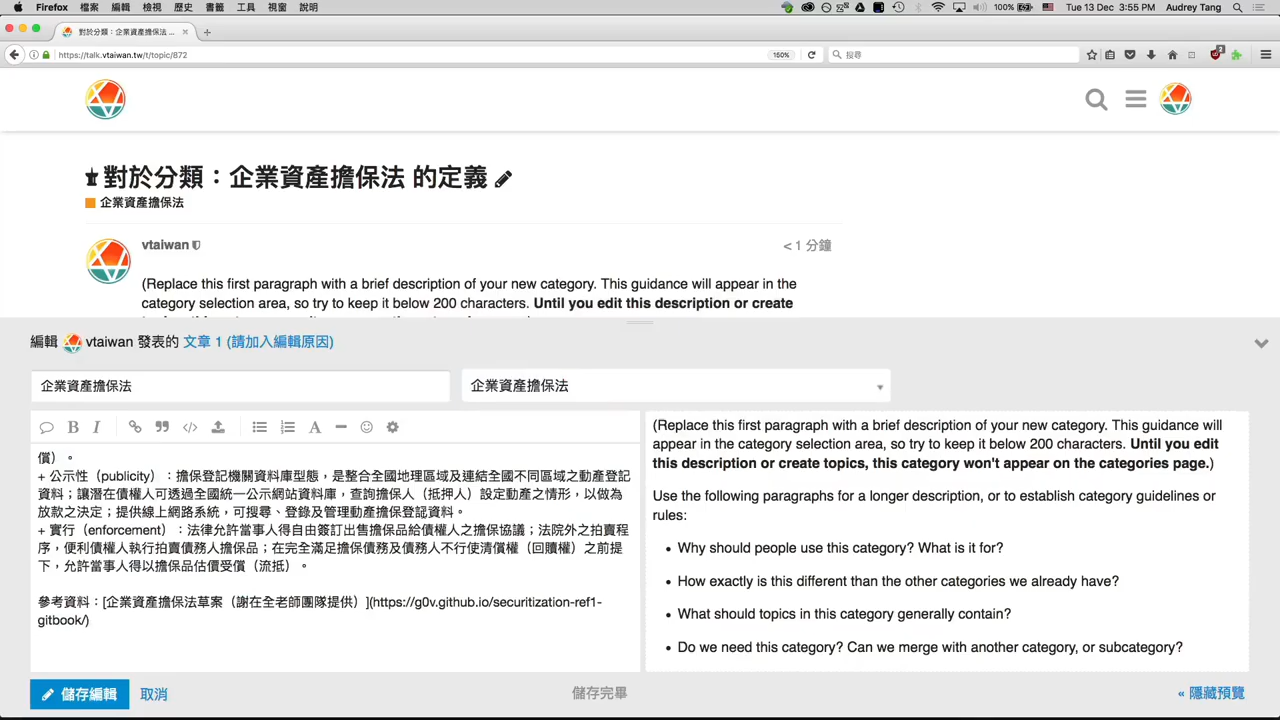 Firefox 檔案 編輯 檢視 歷史 書籤 工具 視窗 說明 100% Tue 13 Dec 3:55 PM Audrey Tang
對於分類：企業資產擔保法 的定義 ...
https://talk.vtaiwan.tw/t/topic/872 150% 搜尋 2
對於分類：企業資產擔保法 的定義
企業資產擔保法
vtaiwan < 1 分鐘
(Replace this first paragraph with a brief description of your new category. This guidance will appear in the
category selection area, so try to keep it below 200 characters. Until you edit this description or create
編輯 vtaiwan 發表的 文章 1 (請加入編輯原因)
企業資產擔保法 企業資產擔保法
償）。
+ 公示性（publicity）：擔保登記機關資料庫型態，是整合全國地理區域及連結全國不同區域之動產登記
資料；讓潛在債權人可透過全國統一公示網站資料庫，查詢擔保人（抵押人）設定動產之情形，以做為
放款之決定；提供線上網路系統，可搜尋、登錄及管理動產擔保登記資料。
+ 實行（enforcement）：法律允許當事人得自由簽訂出售擔保品給債權人之擔保協議；法院外之拍賣程
序，便利債權人執行拍賣債務人擔保品；在完全滿足擔保債務及債務人不行使清償權（回贖權）之前提
下，允許當事人得以擔保品估價受償（流抵）。
參考資料：[企業資產擔保法草案（謝在全老師團隊提供）](https://g0v.github.io/securitization-ref1-
gitbook/)
(Replace this first paragraph with a brief description of your new category. This guidance will
appear in the category selection area, so try to keep it below 200 characters. Until you edit
this description or create topics, this category won't appear on the categories page.)
Use the following paragraphs for a longer description, or to establish category guidelines or
rules:
• Why should people use this category? What is it for?
• How exactly is this different than the other categories we already have?
• What should topics in this category generally contain?
• Do we need this category? Can we merge with another category, or subcategory?
儲存編輯 取消 儲存完畢 « 隱藏預覽